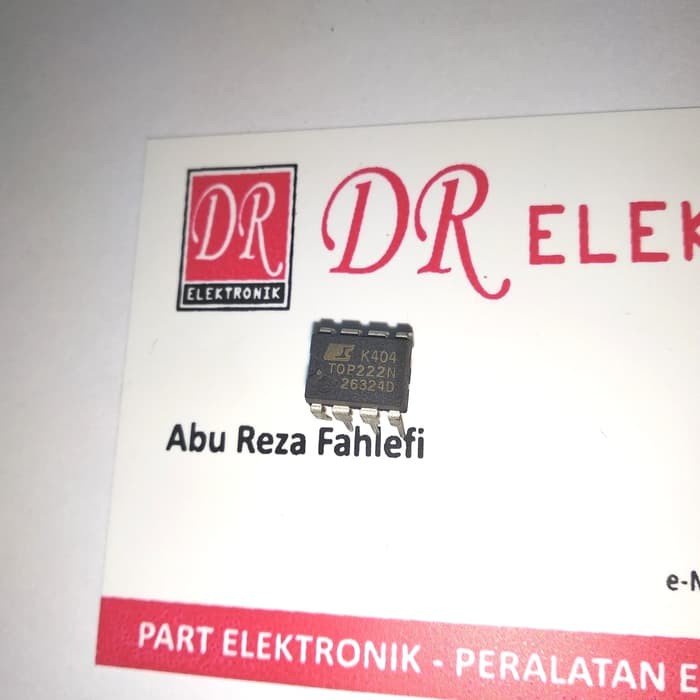 DR
ELEKTRONIK
DR ELEK
K404
TOP222N
26324D
Abu Reza Fahlefi
e-
PART ELEKTRONIK - PERALATAN E